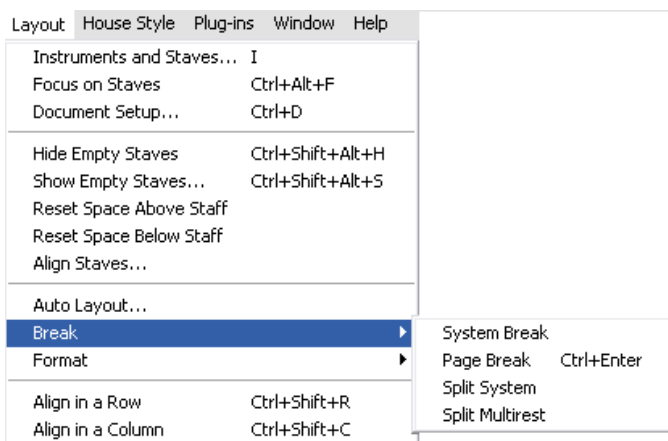 Layout House Style Plug-ins Window Help
Instruments and Staves... I
Focus on Staves Ctrl+Alt+F
Document Setup... Ctrl+D
Hide Empty Staves Ctrl+Shift+Alt+H
Show Empty Staves... Ctrl+Shift+Alt+S
Reset Space Above Staff
Reset Space Below Staff
Align Staves...
Auto Layout...
Break
Format
Align in a Row Ctrl+Shift+R
Align in a Column Ctrl+Shift+C
System Break
Page Break Ctrl+Enter
Split System
Split Multirest